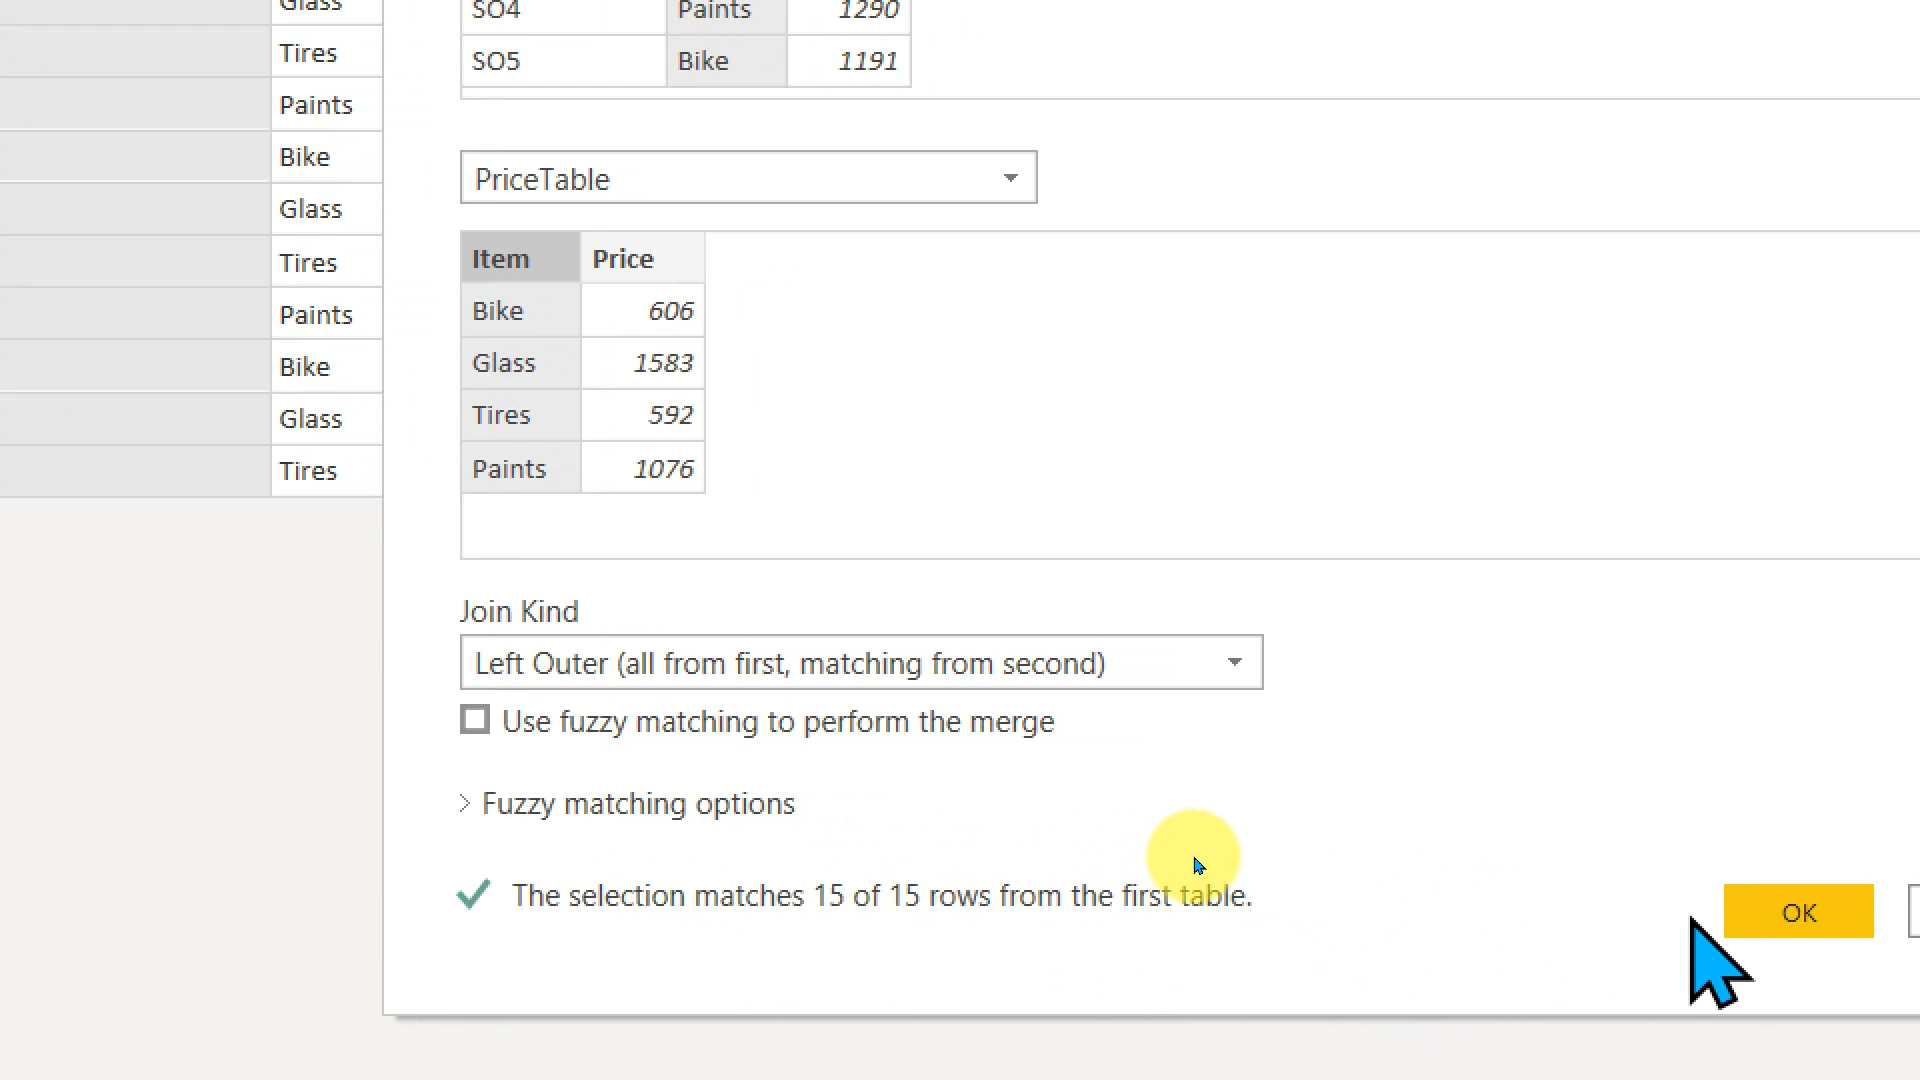 Glass
Tires
Paints
Bike
Glass
Tires
Paints
Bike
Glass
Tires
SO4 Paints 1290
SO5 Bike 1191
PriceTable
Item Price
Bike 606
Glass 1583
Tires 592
Paints 1076
Join Kind
Left Outer (all from first, matching from second)
Use fuzzy matching to perform the merge
Fuzzy matching options
The selection matches 15 of 15 rows from the first table.
OK